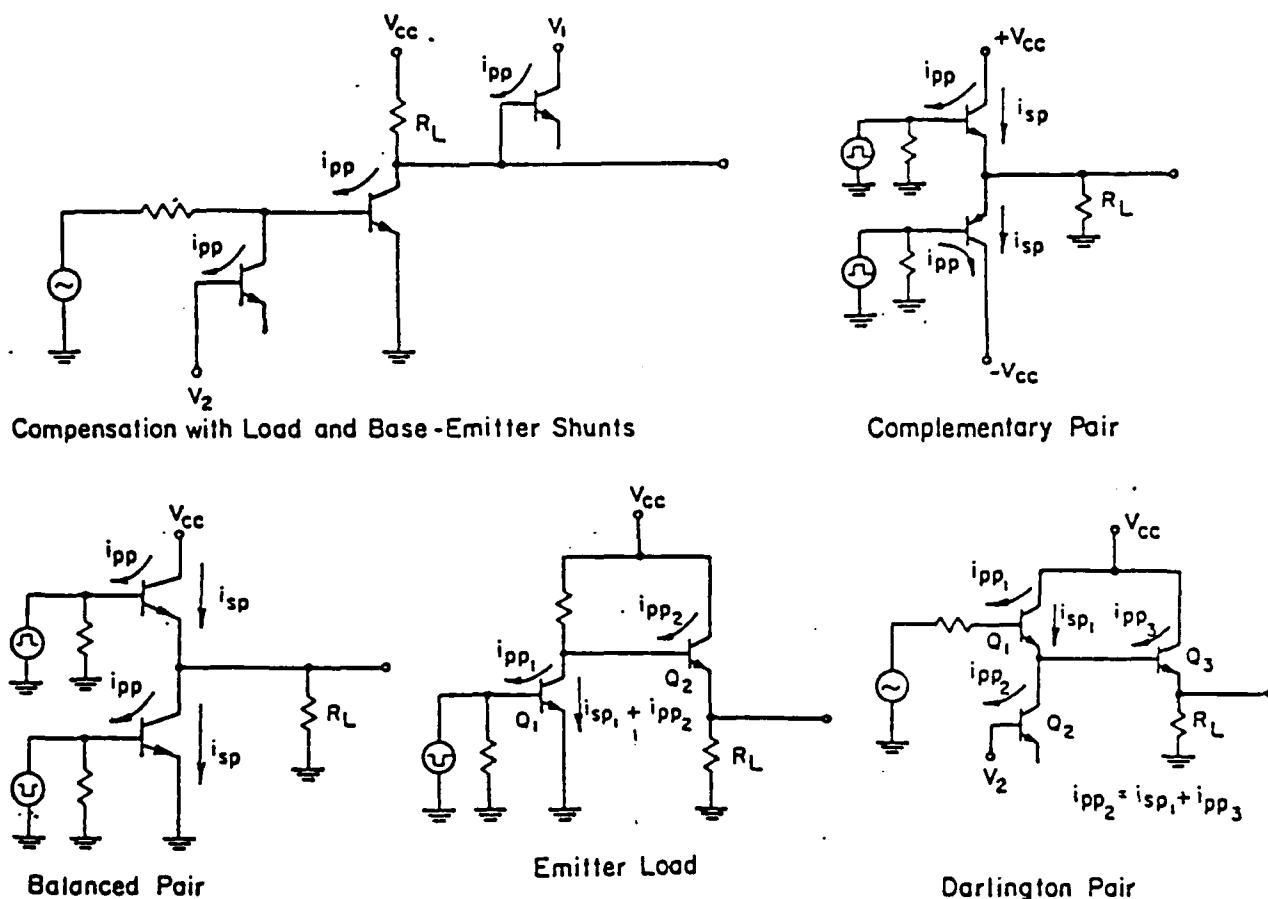 Vcc
V1
ipp
RL
ipp
ipp
V2
Compensation with Load and Base-Emitter Shunts
+Vcc
ipp
isp
RL
isp
ipp
-Vcc
Complementary Pair
Vcc
ipp
isp
ipp
RL
isp
Balanced Pair
Vcc
ipp2
ipp1
Q2
Q1
isp1 + ipp2
RL
Emitter Load
Vcc
ipp1
isp1
ipp3
Q1
Q3
ipp2
Q2
RL
V2
ipp2 = isp1 + ipp3
Darlington Pair